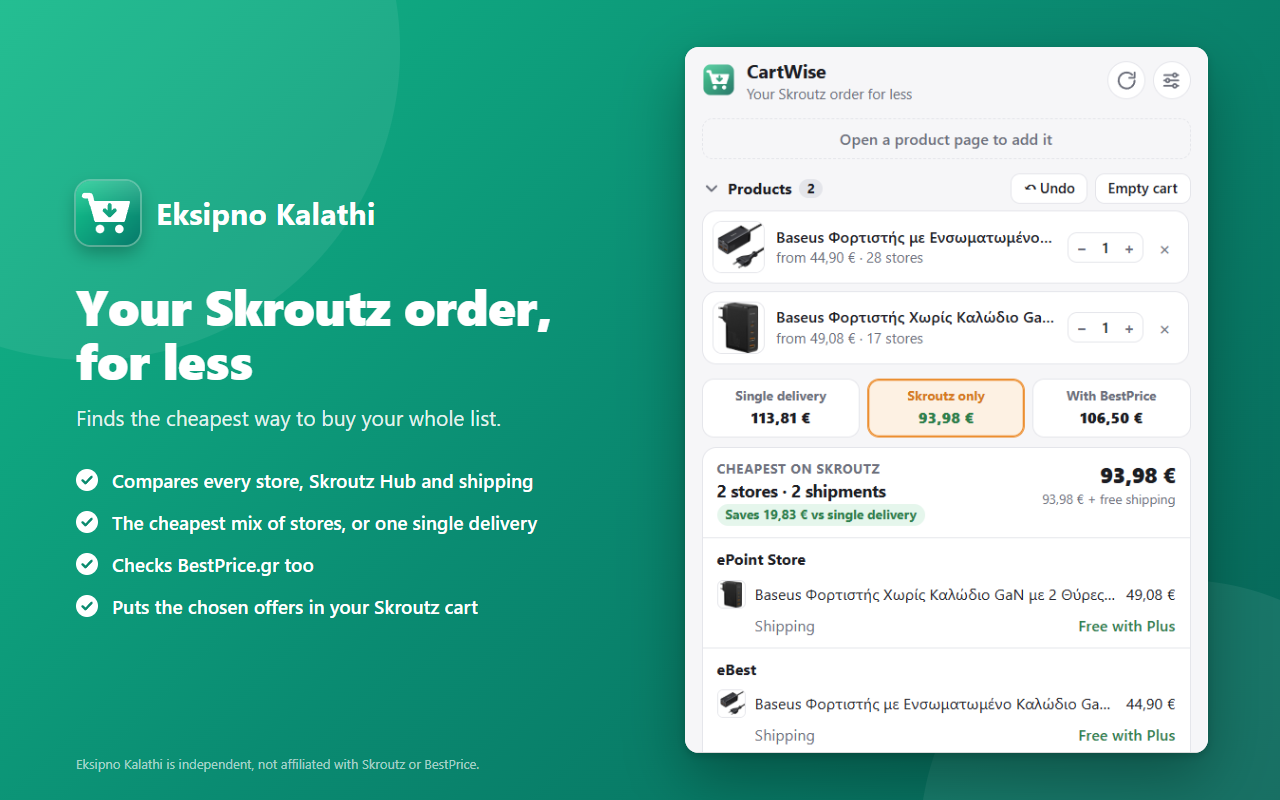 Eksipno Kalathi
Your Skroutz order,
for less
Finds the cheapest way to buy your whole list.
Compares every store, Skroutz Hub and shipping
The cheapest mix of stores, or one single delivery
Checks BestPrice.gr too
Puts the chosen offers in your Skroutz cart
Eksipno Kalathi is independent, not affiliated with Skroutz or BestPrice.
CartWise
Your Skroutz order for less
Open a product page to add it
Products 2
Undo
Empty cart
Baseus Φορτιστής με Ενσωματωμένο...
from 44,90 € · 28 stores
− 1 + ×
Baseus Φορτιστής Χωρίς Καλώδιο Ga...
from 49,08 € · 17 stores
− 1 + ×
Single delivery
113,81 €
Skroutz only
93,98 €
With BestPrice
106,50 €
CHEAPEST ON SKROUTZ
2 stores · 2 shipments
Saves 19,83 € vs single delivery
93,98 €
93,98 € + free shipping
ePoint Store
Baseus Φορτιστής Χωρίς Καλώδιο GaN με 2 Θύρες... 49,08 €
Shipping Free with Plus
eBest
Baseus Φορτιστής με Ενσωματωμένο Καλώδιο Ga... 44,90 €
Shipping Free with Plus